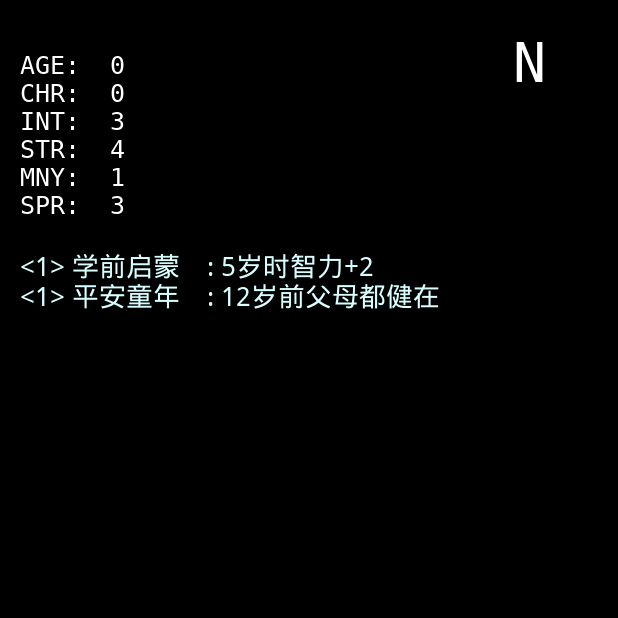 N
AGE: 0
CHR: 0
INT: 3
STR: 4
MNY: 1
SPR: 3
<1> 学前启蒙 : 5岁时智力+2
<1> 平安童年 : 12岁前父母都健在